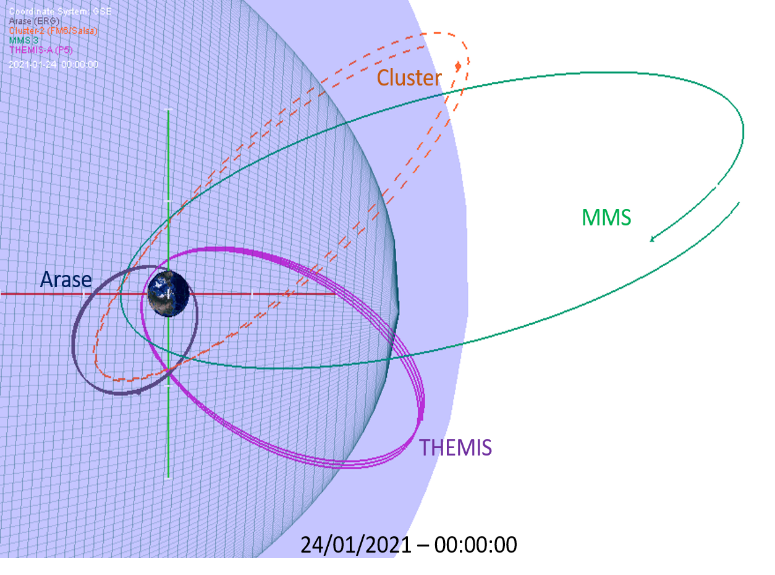 Coordinate System: GSE
Arase (ERG)
Cluster-2 (FM6/Salsa)
MMS 3
THEMIS-A (P5)
2021-01-24 00:00:00
Cluster
MMS
Arase
THEMIS
24/01/2021 – 00:00:00